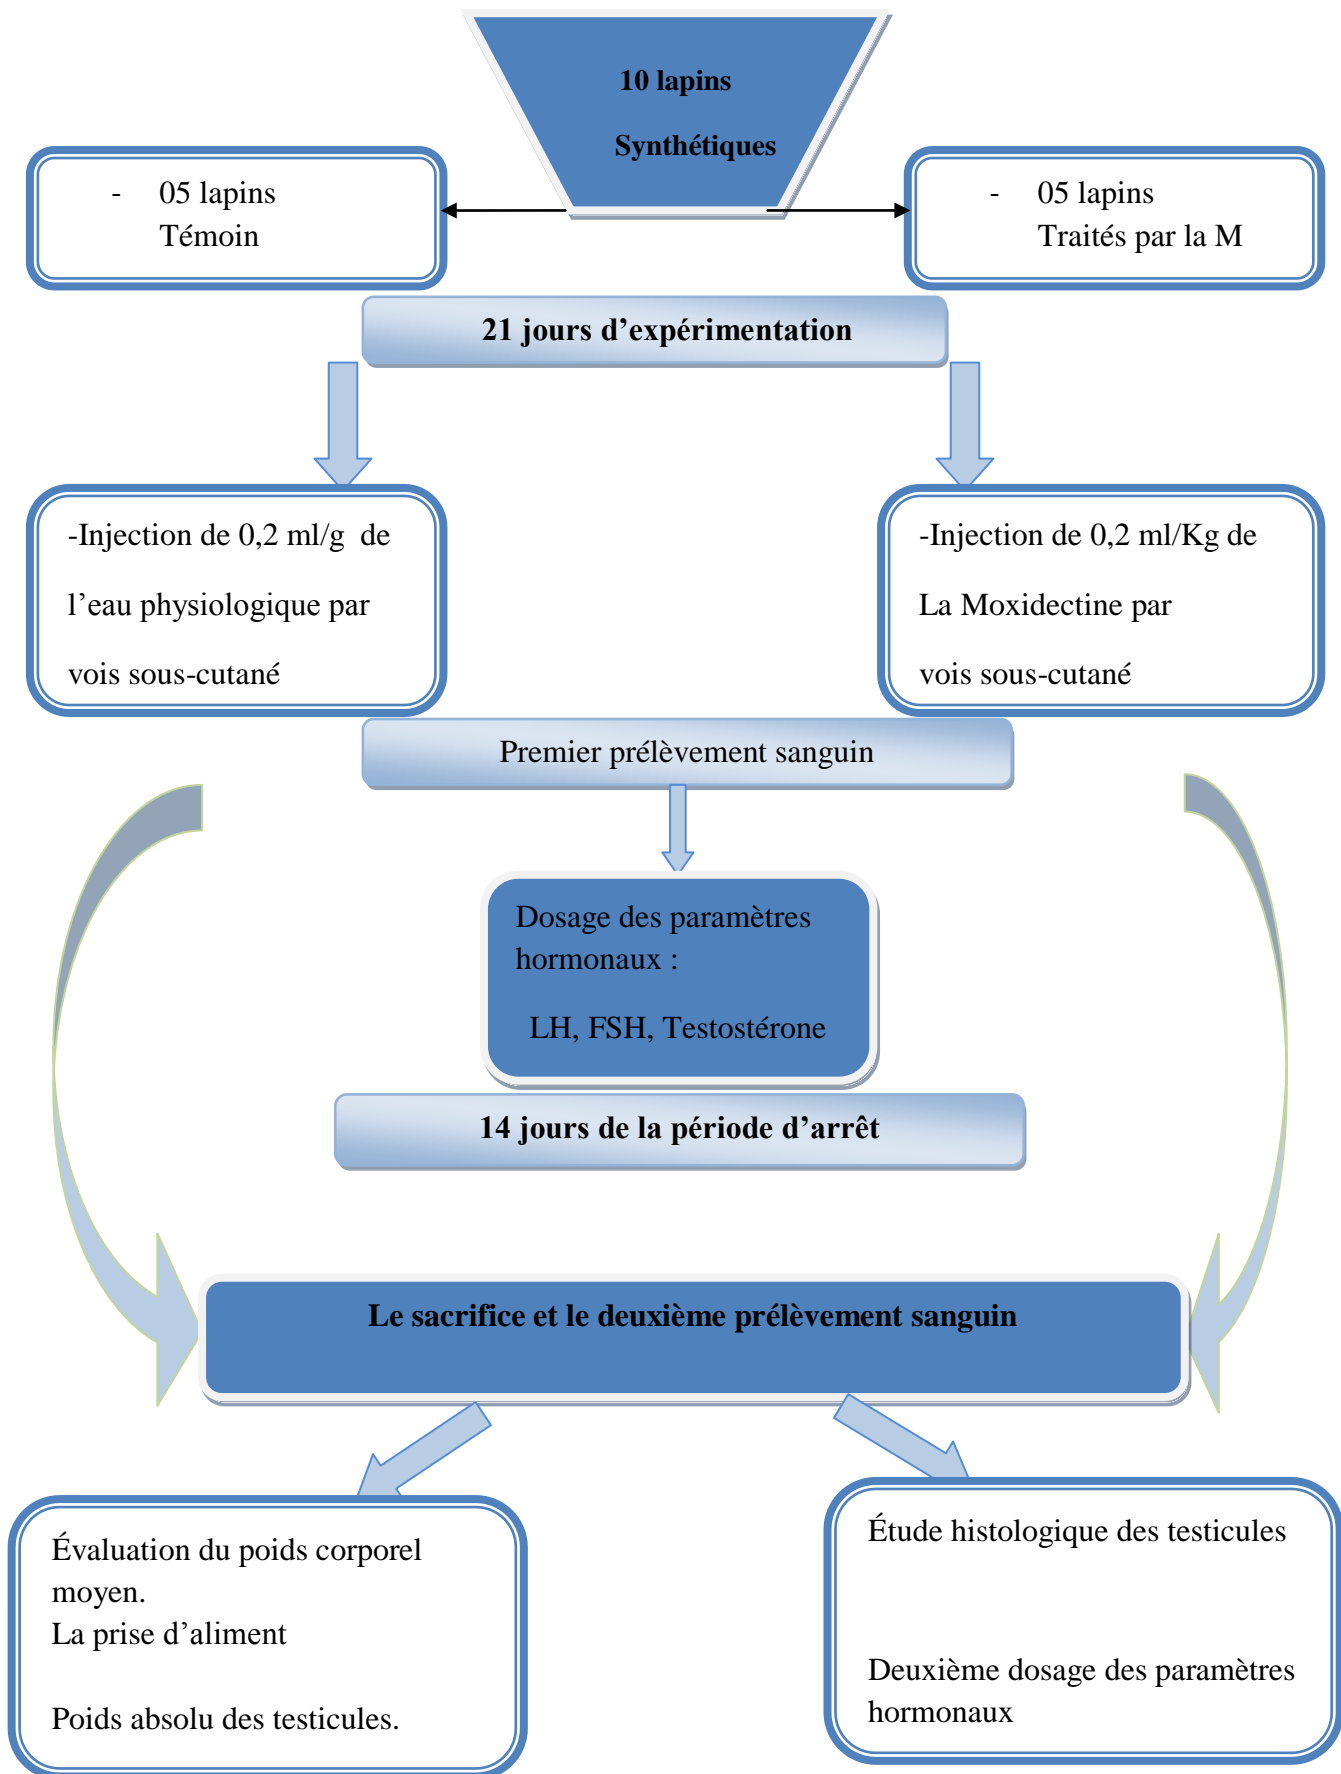 10 lapins
Synthétiques
- 05 lapins
Témoin
- 05 lapins
Traités par la M
21 jours d’expérimentation
-Injection de 0,2 ml/g de
l’eau physiologique par
vois sous-cutané
-Injection de 0,2 ml/Kg de
La Moxidectine par
vois sous-cutané
Premier prélèvement sanguin
Dosage des paramètres
hormonaux :
LH, FSH, Testostérone
14 jours de la période d’arrêt
Le sacrifice et le deuxième prélèvement sanguin
Évaluation du poids corporel
moyen.
La prise d’aliment
Poids absolu des testicules.
Étude histologique des testicules
Deuxième dosage des paramètres
hormonaux